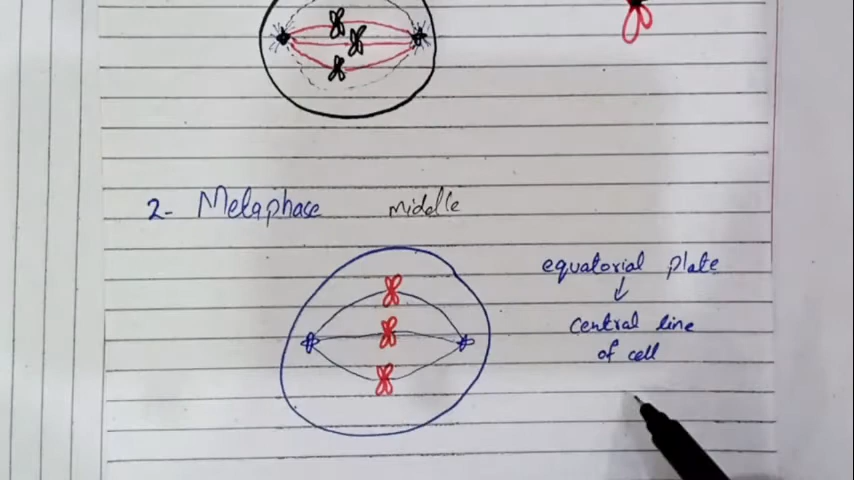 2- Metaphase middle
equatorial plate
↓
central line
of cell